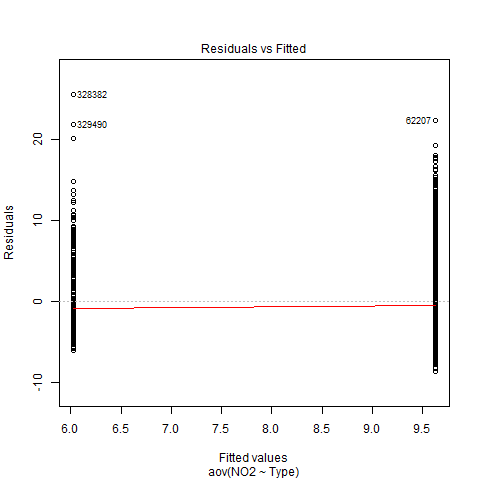 Residuals vs Fitted
328382
329490
62207
20
10
0
-10
Residuals
6.0 6.5 7.0 7.5 8.0 8.5 9.0 9.5
Fitted values
aov(NO2 ~ Type)